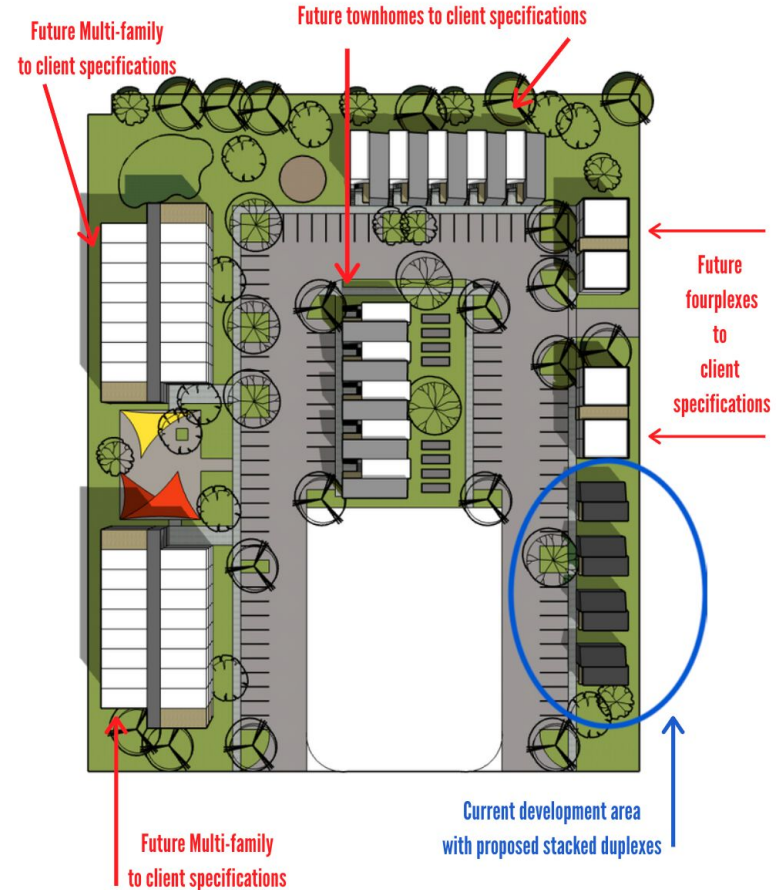 Future townhomes to client specifications
Future Multi-family
to client specifications
Future
fourplexes
to
client
specifications
Current development area
with proposed stacked duplexes
Future Multi-family
to client specifications